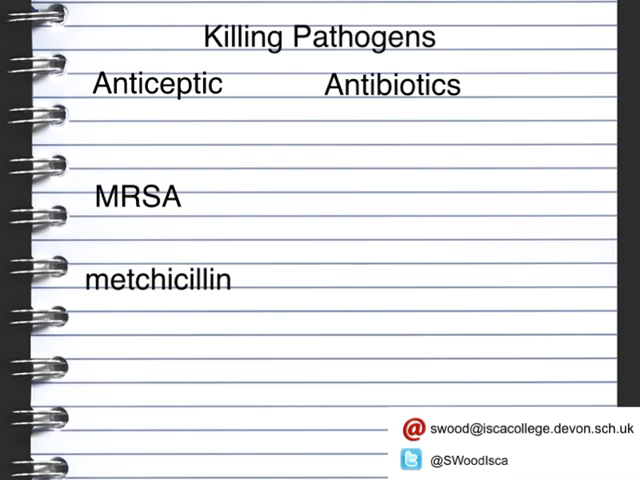 Killing Pathogens
Anticeptic Antibiotics
MRSA
metchicillin
@ swood@iscacollege.devon.sch.uk
@SWoodIsca